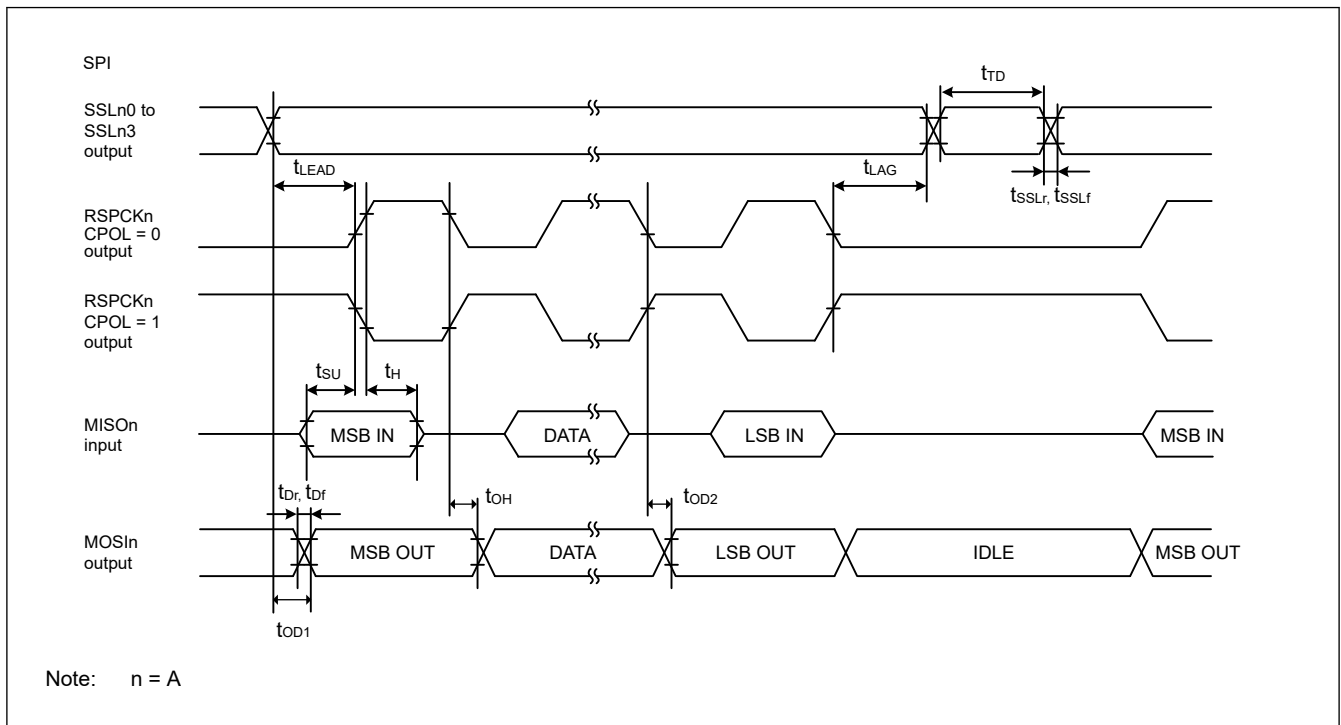 SPI
tTD
SSLn0 to
SSLn3
output
tLEAD
tLAG
tSSLr, tSSLf
RSPCKn
CPOL = 0
output
RSPCKn
CPOL = 1
output
tSU
tH
MISOn
input
MSB IN
DATA
LSB IN
MSB IN
tDr, tDf
tOH
tOD2
MOSIn
output
MSB OUT
DATA
LSB OUT
IDLE
MSB OUT
tOD1
Note: n = A